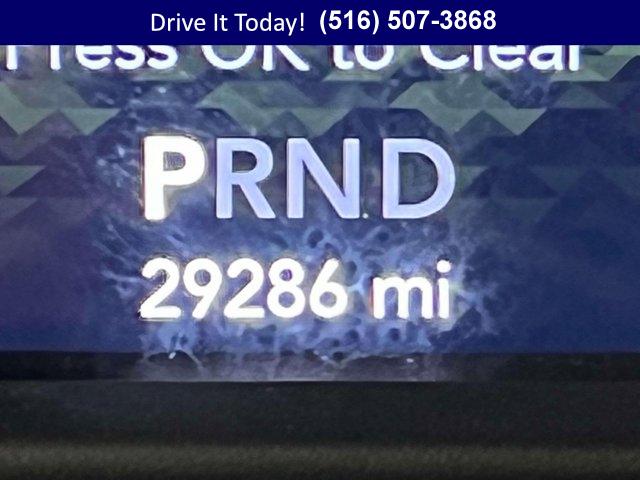 Drive It Today! (516) 507-3868
Press OK to Clear
PRND
29286 mi